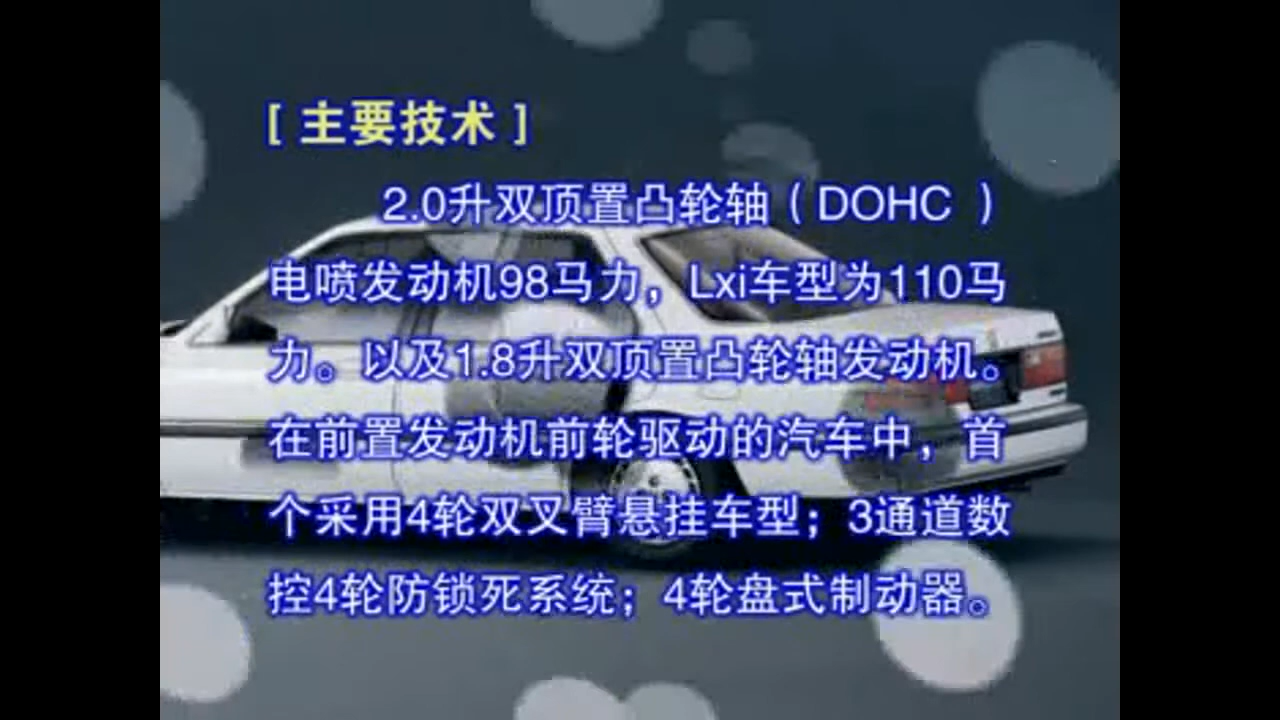 [ 主要技术 ]
2.0升双顶置凸轮轴（DOHC ）
电喷发动机98马力，Lxi车型为110马
力。以及1.8升双顶置凸轮轴发动机。
在前置发动机前轮驱动的汽车中，首
个采用4轮双叉臂悬挂车型；3通道数
控4轮防锁死系统；4轮盘式制动器。